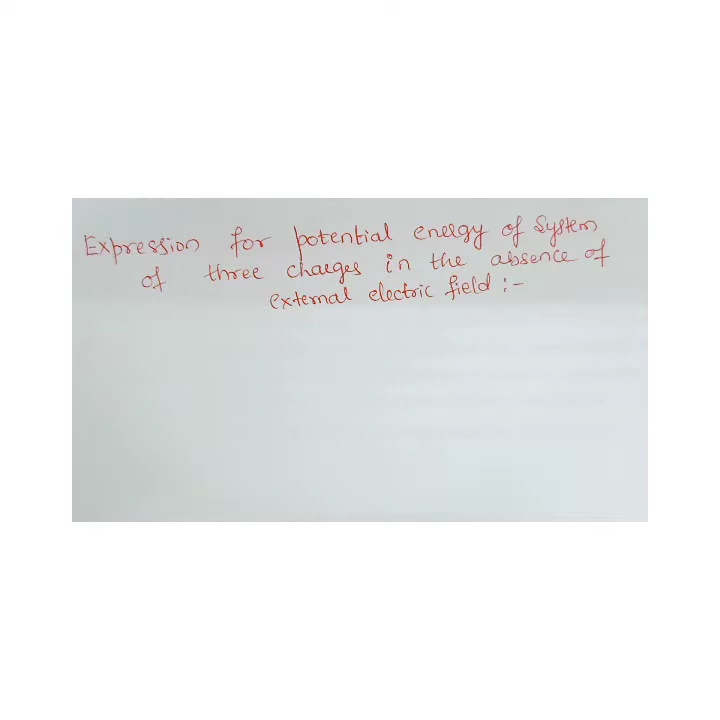 Expression for potential energy of System
of three charges in the absence of
external electric field :-